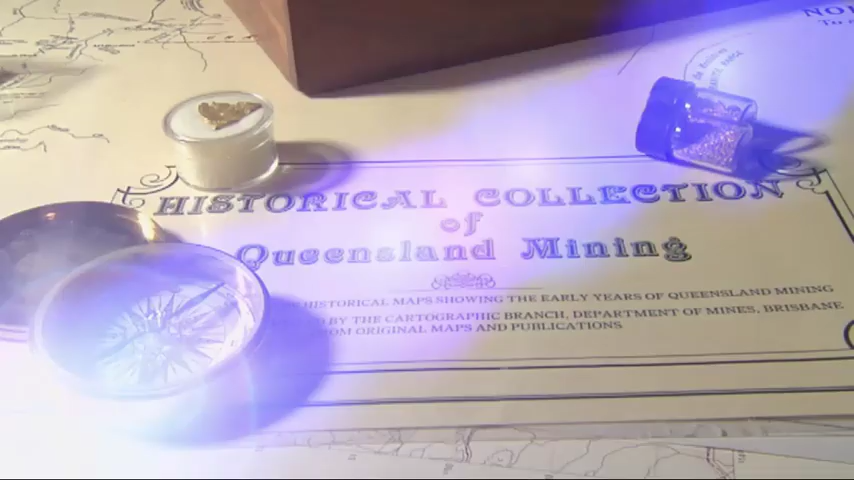 HISTORICAL COLLECTION
of
Queensland Mining
HISTORICAL MAPS SHOWING THE EARLY YEARS OF QUEENSLAND MINING
BY THE CARTOGRAPHIC BRANCH, DEPARTMENT OF MINES, BRISBANE
ORIGINAL MAPS AND PUBLICATIONS